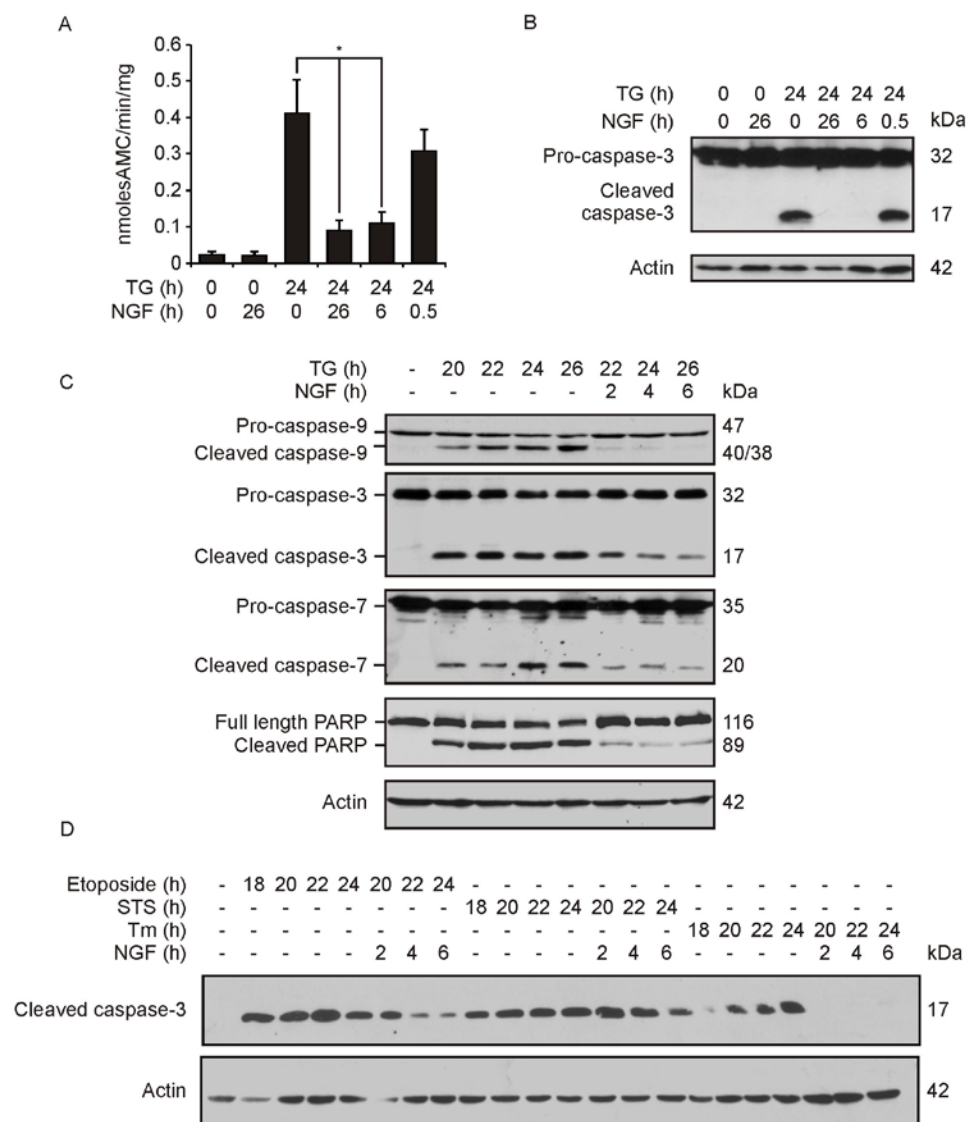 A
nmolesAMC/min/mg
0.6
0.5
0.4
0.3
0.2
0.1
0
*
TG (h) 0 0 24 24 24 24
NGF (h) 0 26 0 26 6 0.5
B
TG (h) 0 0 24 24 24 24
NGF (h) 0 26 0 26 6 0.5 kDa
Pro-caspase-3 32
Cleaved
caspase-3 17
Actin 42
C
TG (h) - 20 22 24 26 22 24 26
NGF (h) - - - - - 2 4 6 kDa
Pro-caspase-9 47
Cleaved caspase-9 40/38
Pro-caspase-3 32
Cleaved caspase-3 17
Pro-caspase-7 35
Cleaved caspase-7 20
Full length PARP 116
Cleaved PARP 89
Actin 42
D
Etoposide (h) - 18 20 22 24 20 22 24 - - - - - - - - - - - - - -
STS (h) - - - - - - - - 18 20 22 24 20 22 24 - - - - - - -
Tm (h) - - - - - - - - - - - - - - - 18 20 22 24 20 22 24
NGF (h) - - - - - 2 4 6 - - - - 2 4 6 - - - - 2 4 6 kDa
Cleaved caspase-3 17
Actin 42